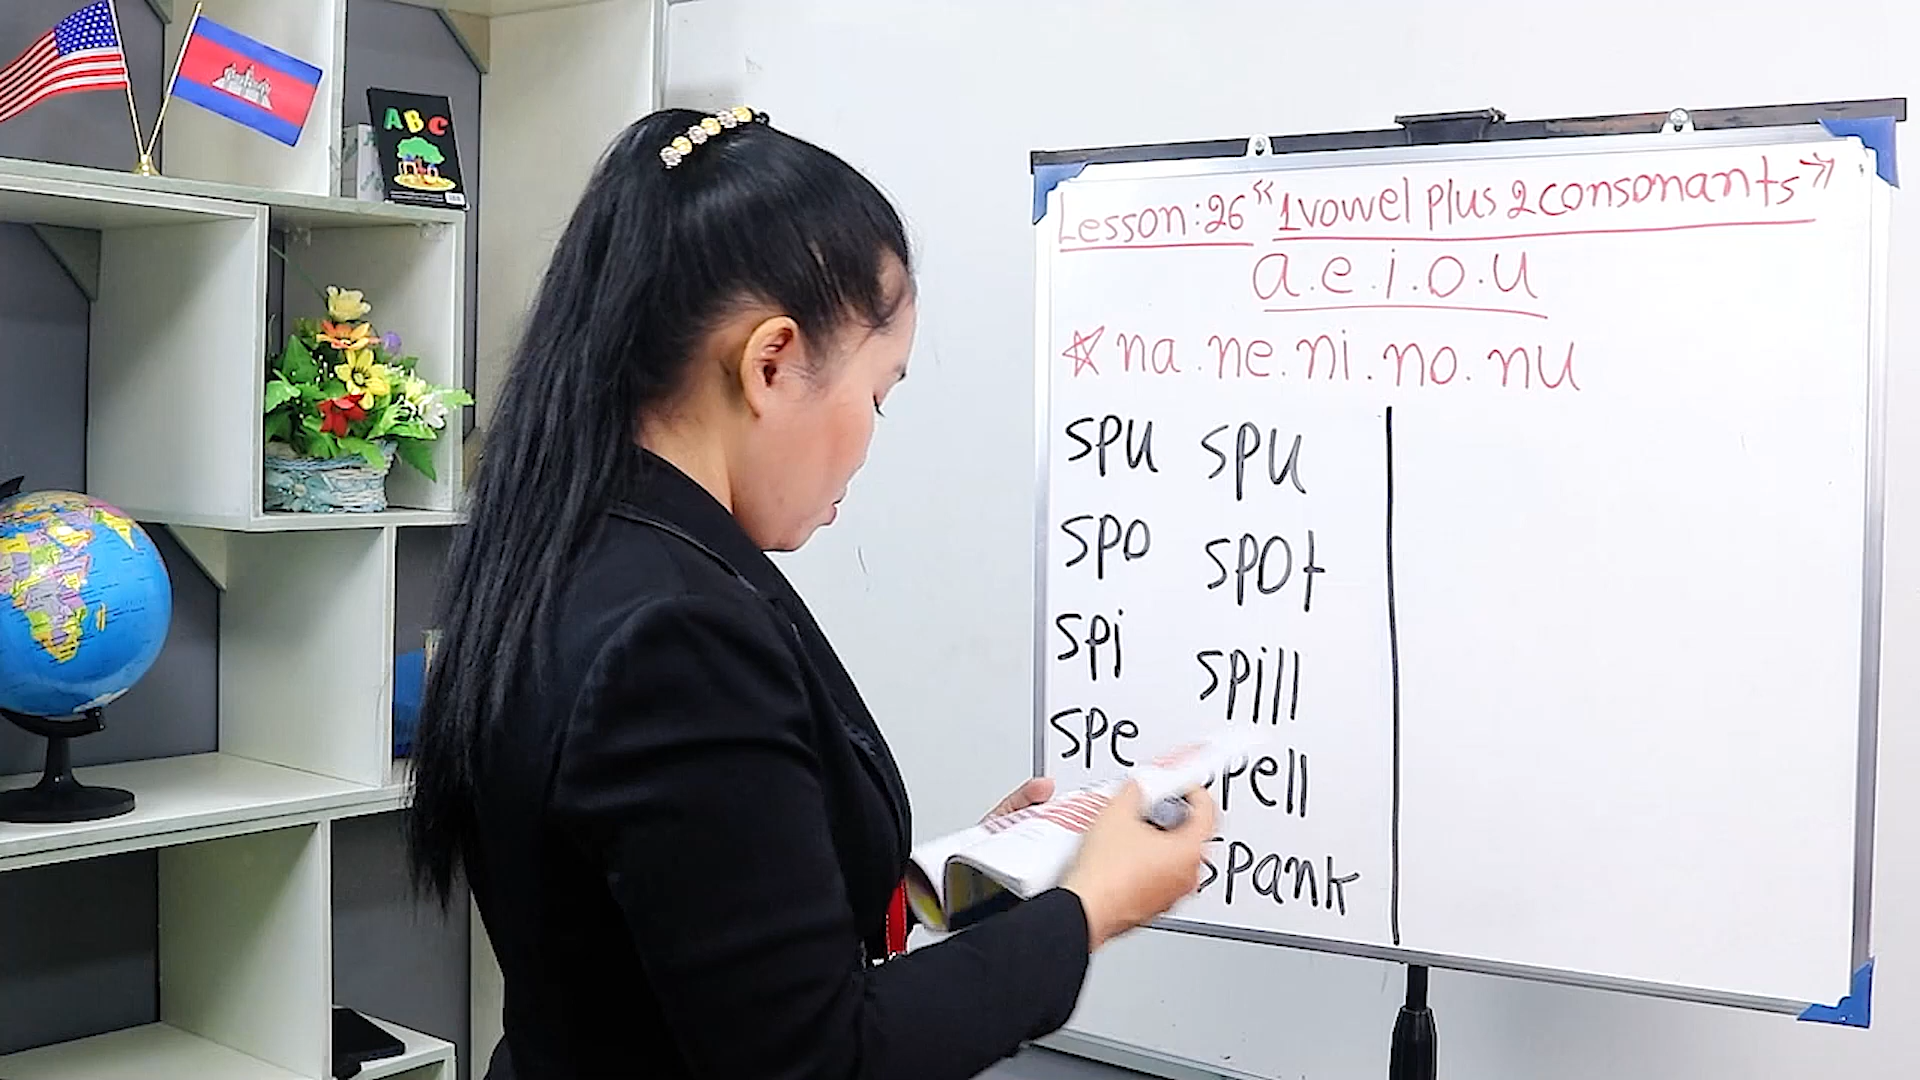 ABC
Lesson:26 "1vowel plus 2consonants"
a.e.i.o.u
☆na.ne.ni.no.nu
spu spu
spo spot
spi spill
spe spell
spank